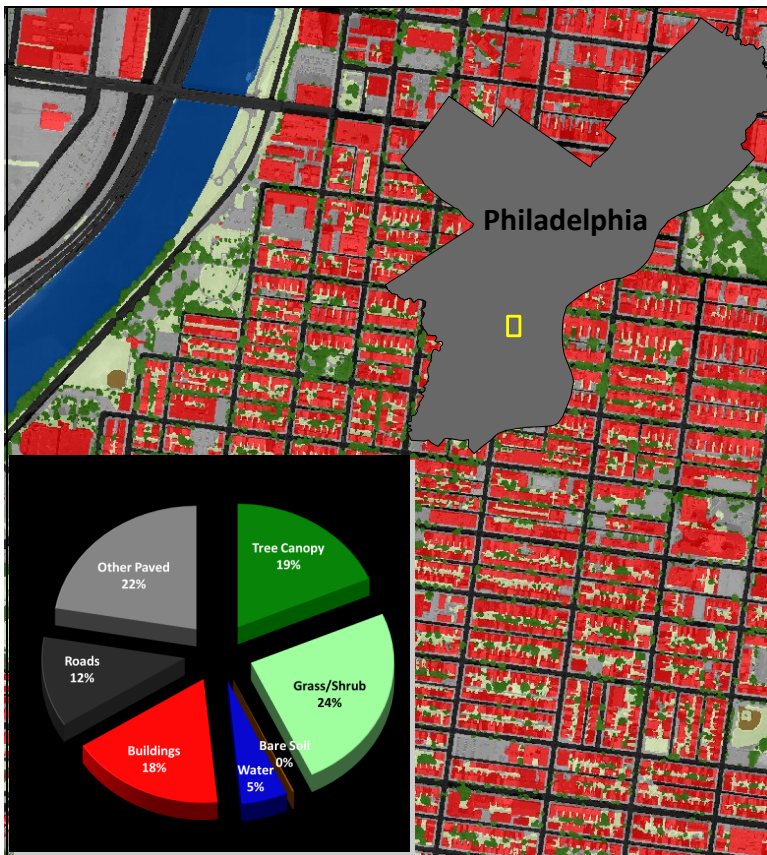 Philadelphia
Tree Canopy
19%
Other Paved
22%
Roads
12%
Grass/Shrub
24%
Buildings
18%
Water
5%
Bare Soil
0%